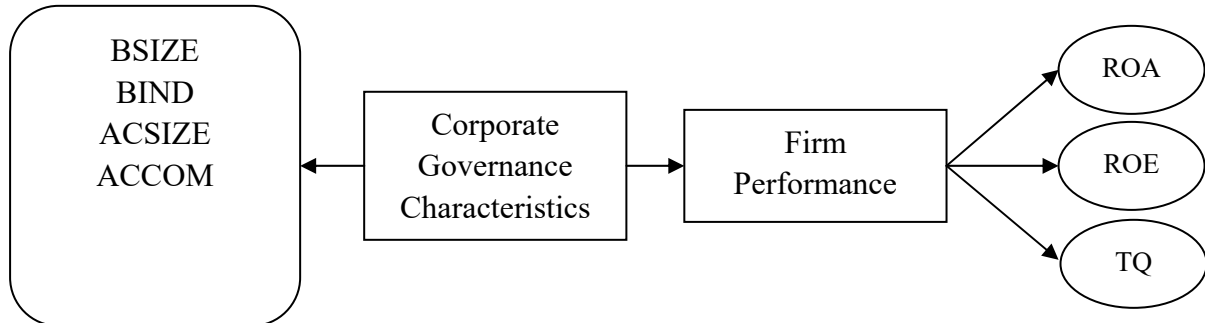 BSIZE
BIND
ACSIZE
ACCOM
Corporate
Governance
Characteristics
Firm
Performance
ROA
ROE
TQ